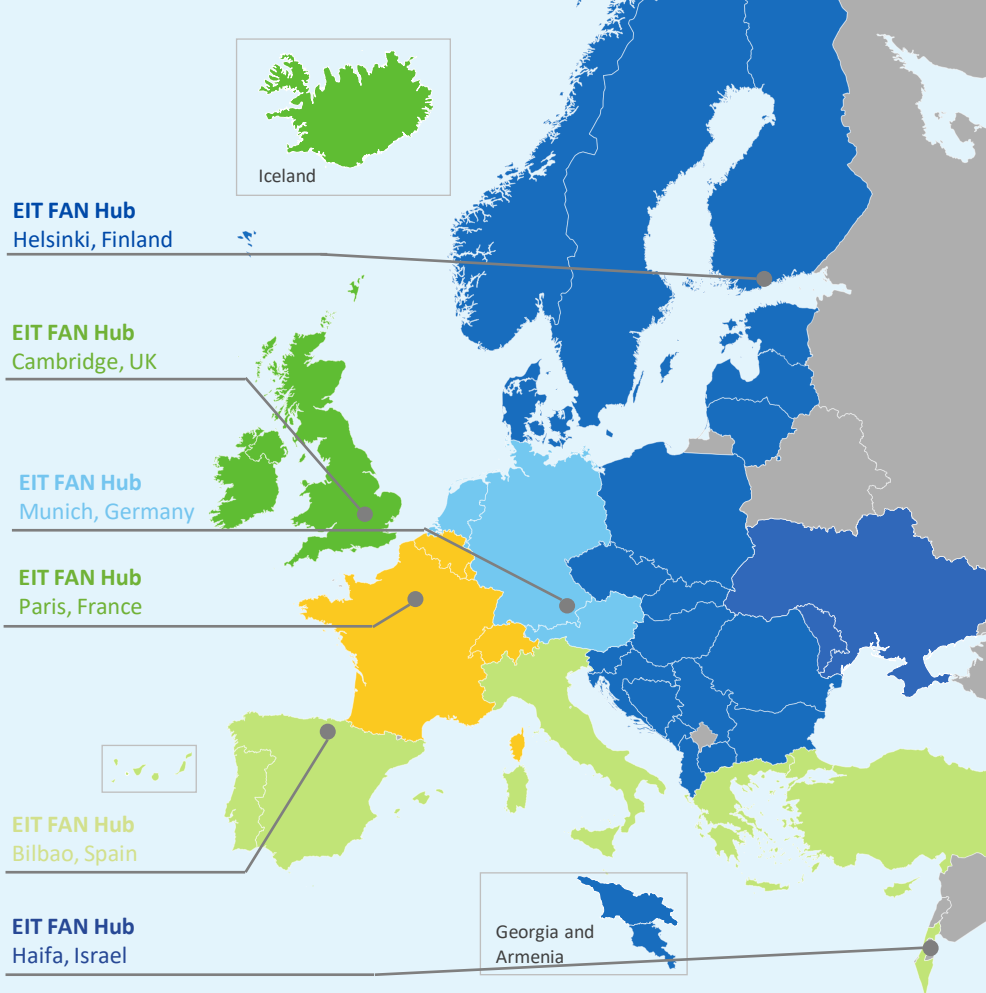 Iceland
EIT FAN Hub
Helsinki, Finland
EIT FAN Hub
Cambridge, UK
EIT FAN Hub
Munich, Germany
EIT FAN Hub
Paris, France
EIT FAN Hub
Bilbao, Spain
EIT FAN Hub
Haifa, Israel
Georgia and
Armenia